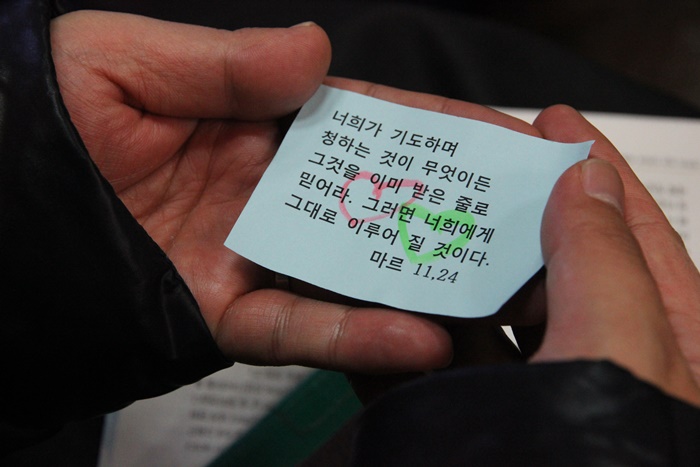 너희가 기도하며
청하는 것이 무엇이든
그것을 이미 받은 줄로
믿어라. 그러면 너희에게
그대로 이루어 질 것이다.
마르 11,24